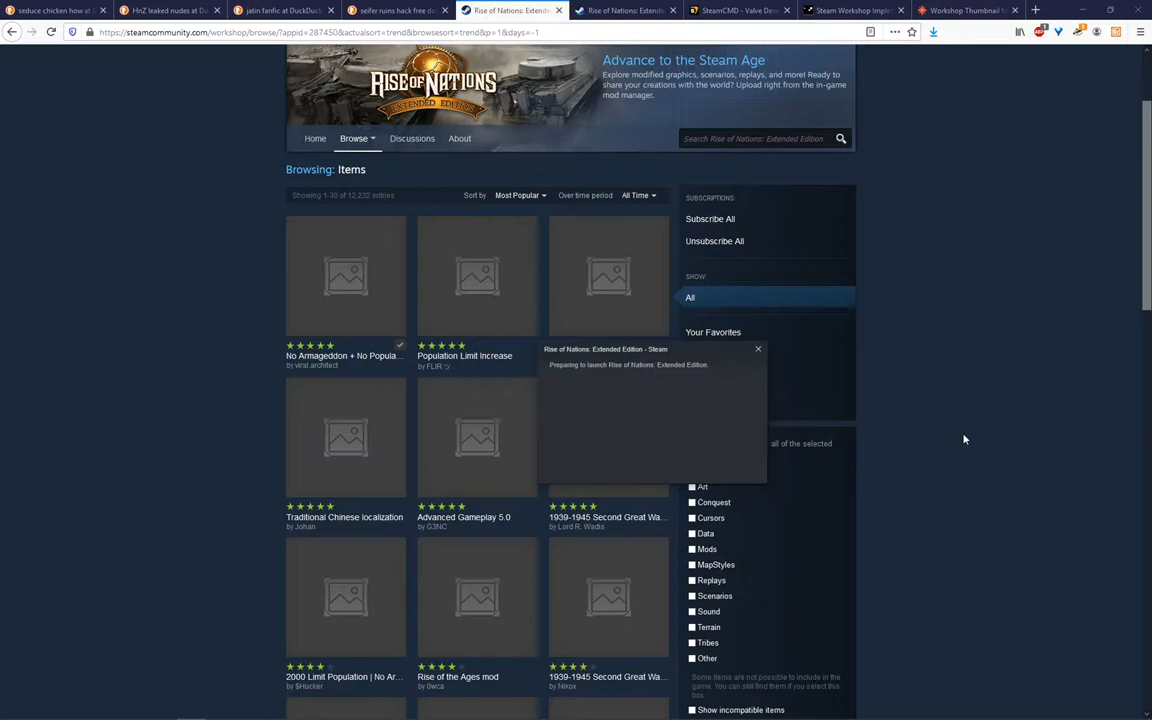 seduce chicken how at D
HnZ leaked nudes at Du
jatin fanfic at DuckDuc
seifer ruins hack free do
Rise of Nations: Extende
Rise of Nations: Extende
SteamCMD - Valve Deve
Steam Workshop Imple
Workshop Thumbnail fo
https://steamcommunity.com/workshop/browse/?appid=287450&actualsort=trend&browsesort=trend&p=1&days=-1
RISE OF NATIONS
EXTENDED EDITION
Advance to the Steam Age
Explore modified graphics, scenarios, replays, and more! Ready to
share your creations with the world? Upload right from the in-game
mod manager.
Home
Browse
Discussions
About
Search Rise of Nations: Extended Edition
Browsing: Items
Showing 1-30 of 12,232 entries
Sort by
Most Popular
Over time period
All Time
SUBSCRIPTIONS:
Subscribe All
Unsubscribe All
SHOW:
All
Your Favorites
No Armageddon + No Popula...
by viral.architect
Population Limit Increase
by FLIR ツ
Rise of Nations: Extended Edition - Steam
Preparing to launch Rise of Nations: Extended Edition.
all of the selected
Art
Conquest
Cursors
Data
Mods
MapStyles
Replays
Scenarios
Sound
Terrain
Tribes
Other
Some items are not possible to include in the
game. You can still find them if you select this
box.
Show incompatible items
Traditional Chinese localization
by Johan
Advanced Gameplay 5.0
by G3NC
1939-1945 Second Great Wa...
by Lord R. Wadis
2000 Limit Population | No Ar...
by $Hucker
Rise of the Ages mod
by 0wca
1939-1945 Second Great Wa...
by Nikox